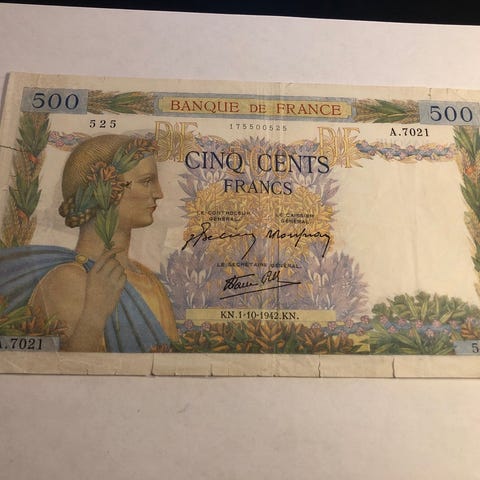 500 BANQUE DE FRANCE 500
525 175500525 A.7021
CINQ CENTS
FRANCS
LE CONTROLEUR GÉNÉRAL, LE CAISSIER GÉNÉRAL,
LE SECRÉTAIRE GÉNÉRAL,
KN.1-10-1942.KN.
A.7021 5